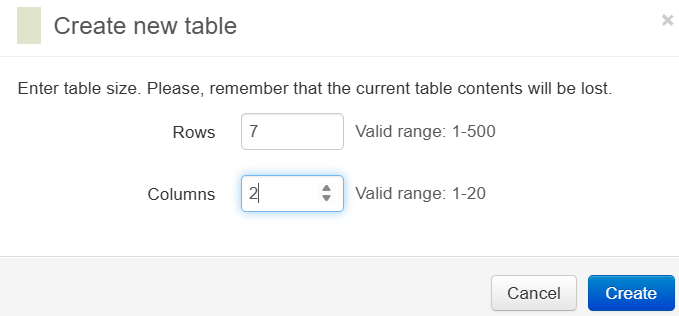 Create new table ×
Enter table size. Please, remember that the current table contents will be lost.
Rows 7 Valid range: 1-500
Columns 2 Valid range: 1-20
Cancel Create